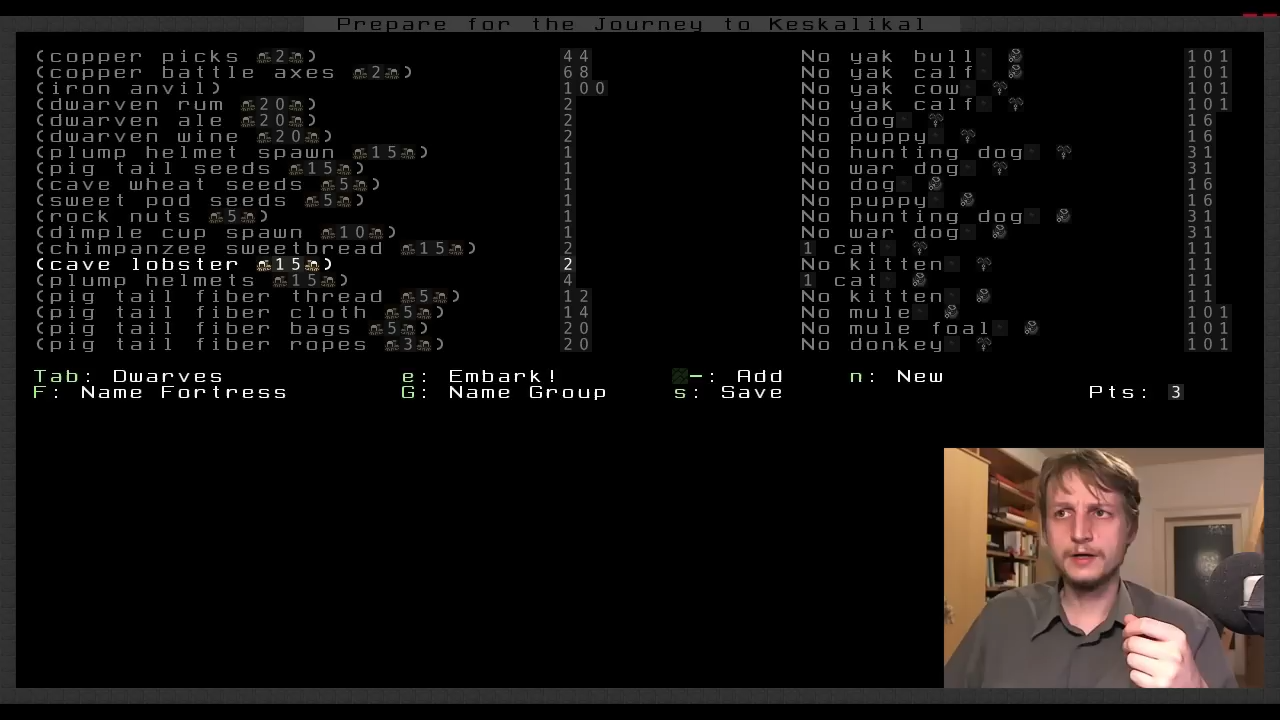 Prepare for the Journey to Keskalikal
(copper picks [2]) 44 No yak bull 101
(copper battle axes [2]) 68 No yak calf 101
(iron anvil) 100 No yak cow 101
(dwarven rum [20]) 2 No yak calf 101
(dwarven ale [20]) 2 No dog 16
(dwarven wine [20]) 2 No puppy 16
(plump helmet spawn [15]) 1 No hunting dog 31
(pig tail seeds [15]) 1 No war dog 31
(cave wheat seeds [5]) 1 No dog 16
(sweet pod seeds [5]) 1 No puppy 16
(rock nuts [5]) 1 No hunting dog 31
(dimple cup spawn [10]) 1 No war dog 31
(chimpanzee sweetbread [15]) 2 1 cat 11
(cave lobster [15]) 2 No kitten 11
(plump helmets [15]) 4 1 cat 11
(pig tail fiber thread [5]) 12 No kitten 11
(pig tail fiber cloth [5]) 14 No mule 101
(pig tail fiber bags [5]) 20 No mule foal 101
(pig tail fiber ropes [3]) 20 No donkey 101
Tab: Dwarves e: Embark! -: Add n: New
F: Name Fortress G: Name Group s: Save Pts: 3